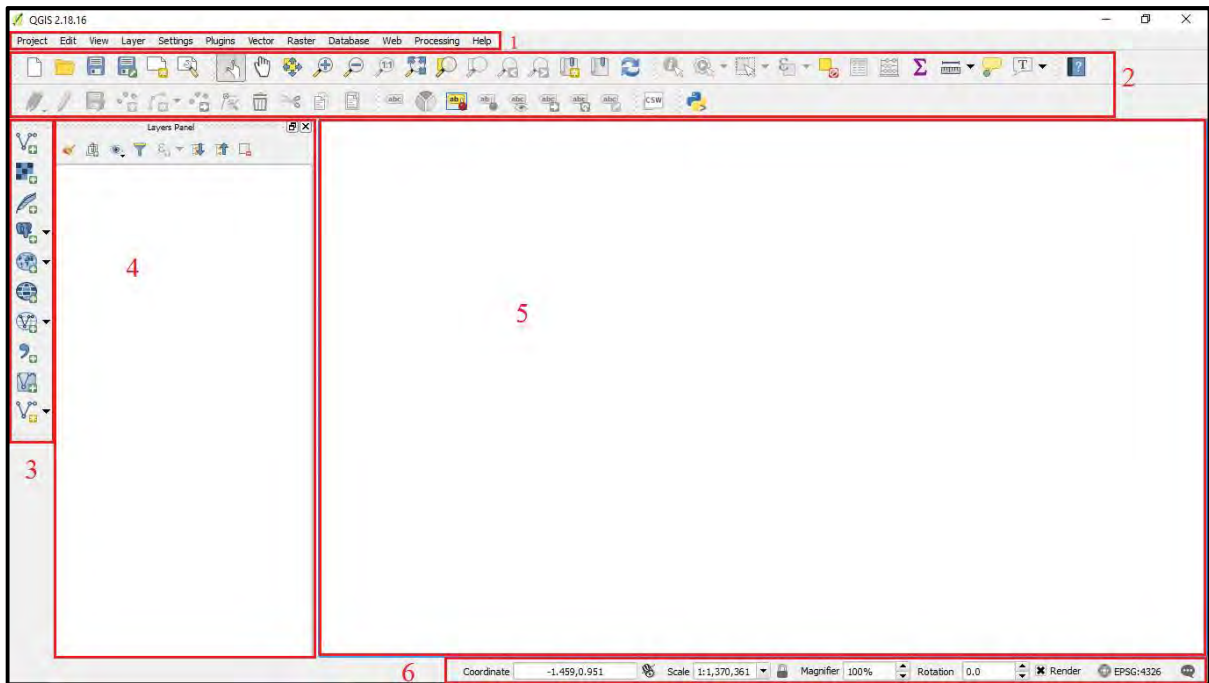 QGIS 2.18.16
Project Edit View Layer Settings Plugins Vector Raster Database Web Processing Help 1
2
abc CSW
Layers Panel
4
5
3
6 Coordinate -1.459,0.951 Scale 1:1,370,361 Magnifier 100% Rotation 0.0 Render EPSG:4326